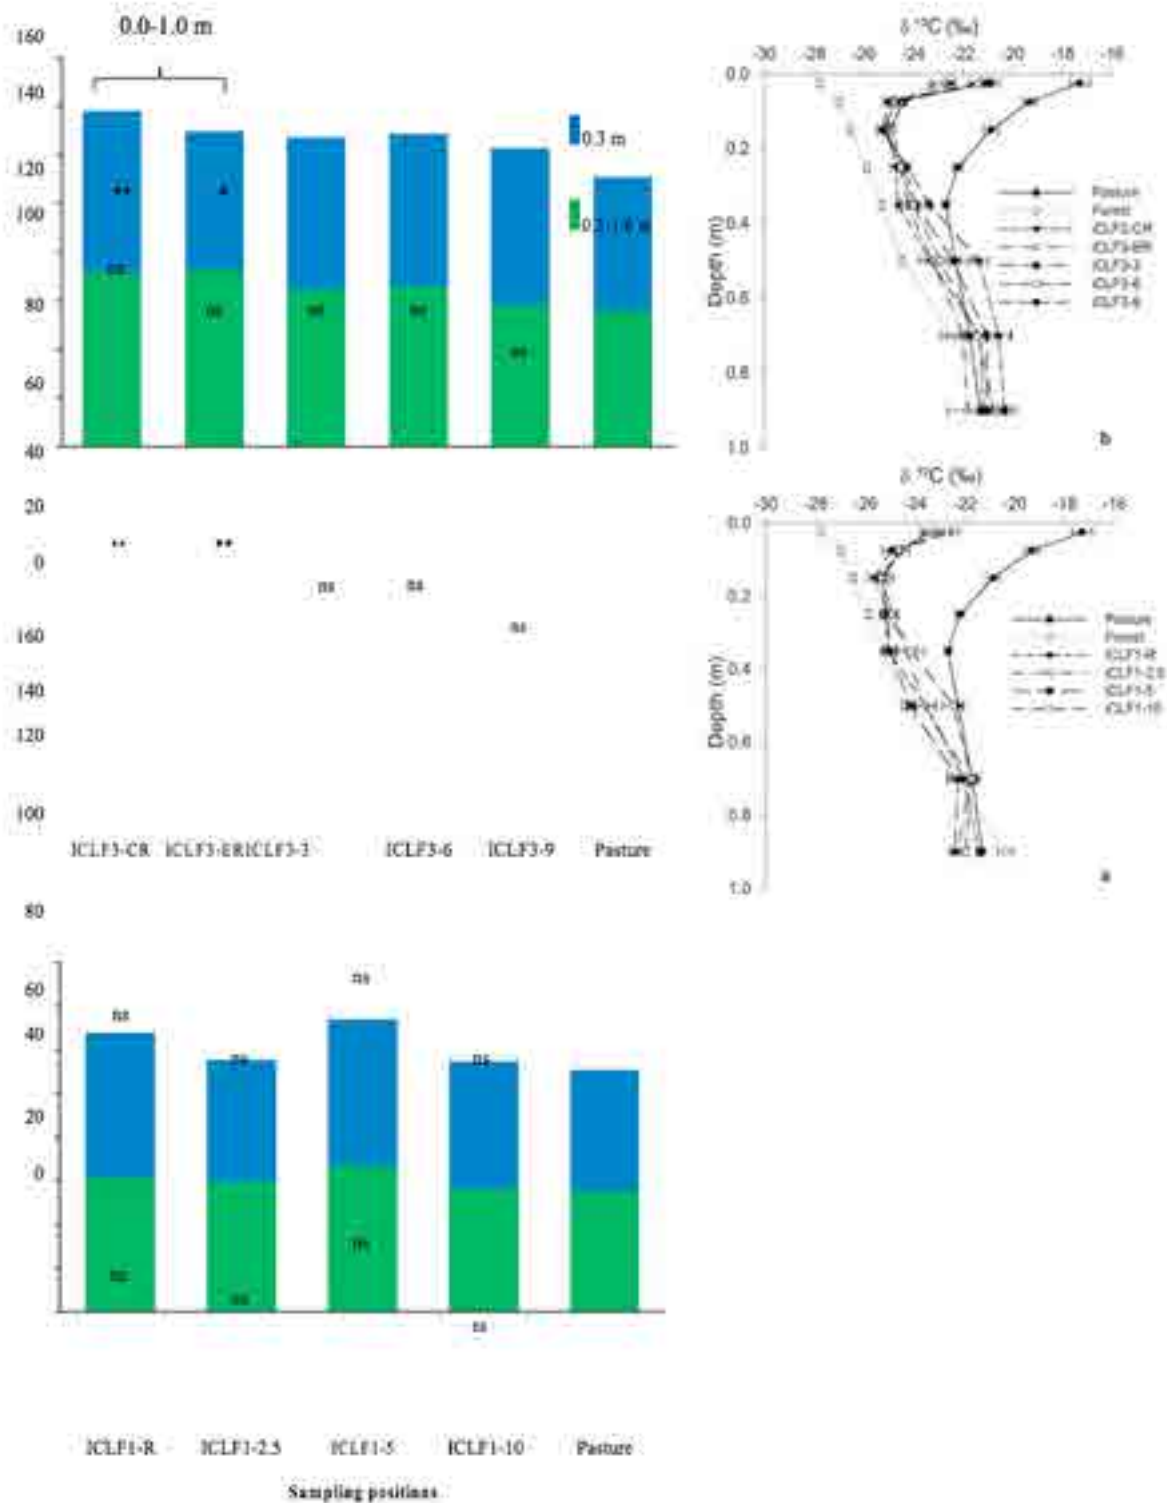 0.0-1.0 m
160
140
120
100
80
60
40
20
0
ns
ns
ns
ns
ns
0.3 m
160
140
120
100
80
60
40
20
0
ns
ns
ns
ICLF3-CR ICLF3-ER ICLF3-3 ICLF3-6 ICLF3-9 Pasture
ns
ns
ns
ns
ns
ns
ns
ns
ICLF1-R ICLF1-2.5 ICLF1-5 ICLF1-10 Pasture
Sampling positions
δ ¹³C (‰)
-30 -28 -26 -24 -22 -20 -18 -16
0.0
0.2
0.4
0.6
0.8
1.0
Depth (m)
Pasture
Forest
ICLF3-CR
ICLF3-ER
ICLF3-3
ICLF3-6
ICLF3-9
b
δ ¹³C (‰)
-30 -28 -26 -24 -22 -20 -18 -16
0.0
0.2
0.4
0.6
0.8
1.0
Depth (m)
Pasture
Forest
ICLF1-R
ICLF1-2.5
ICLF1-5
ICLF1-10
a